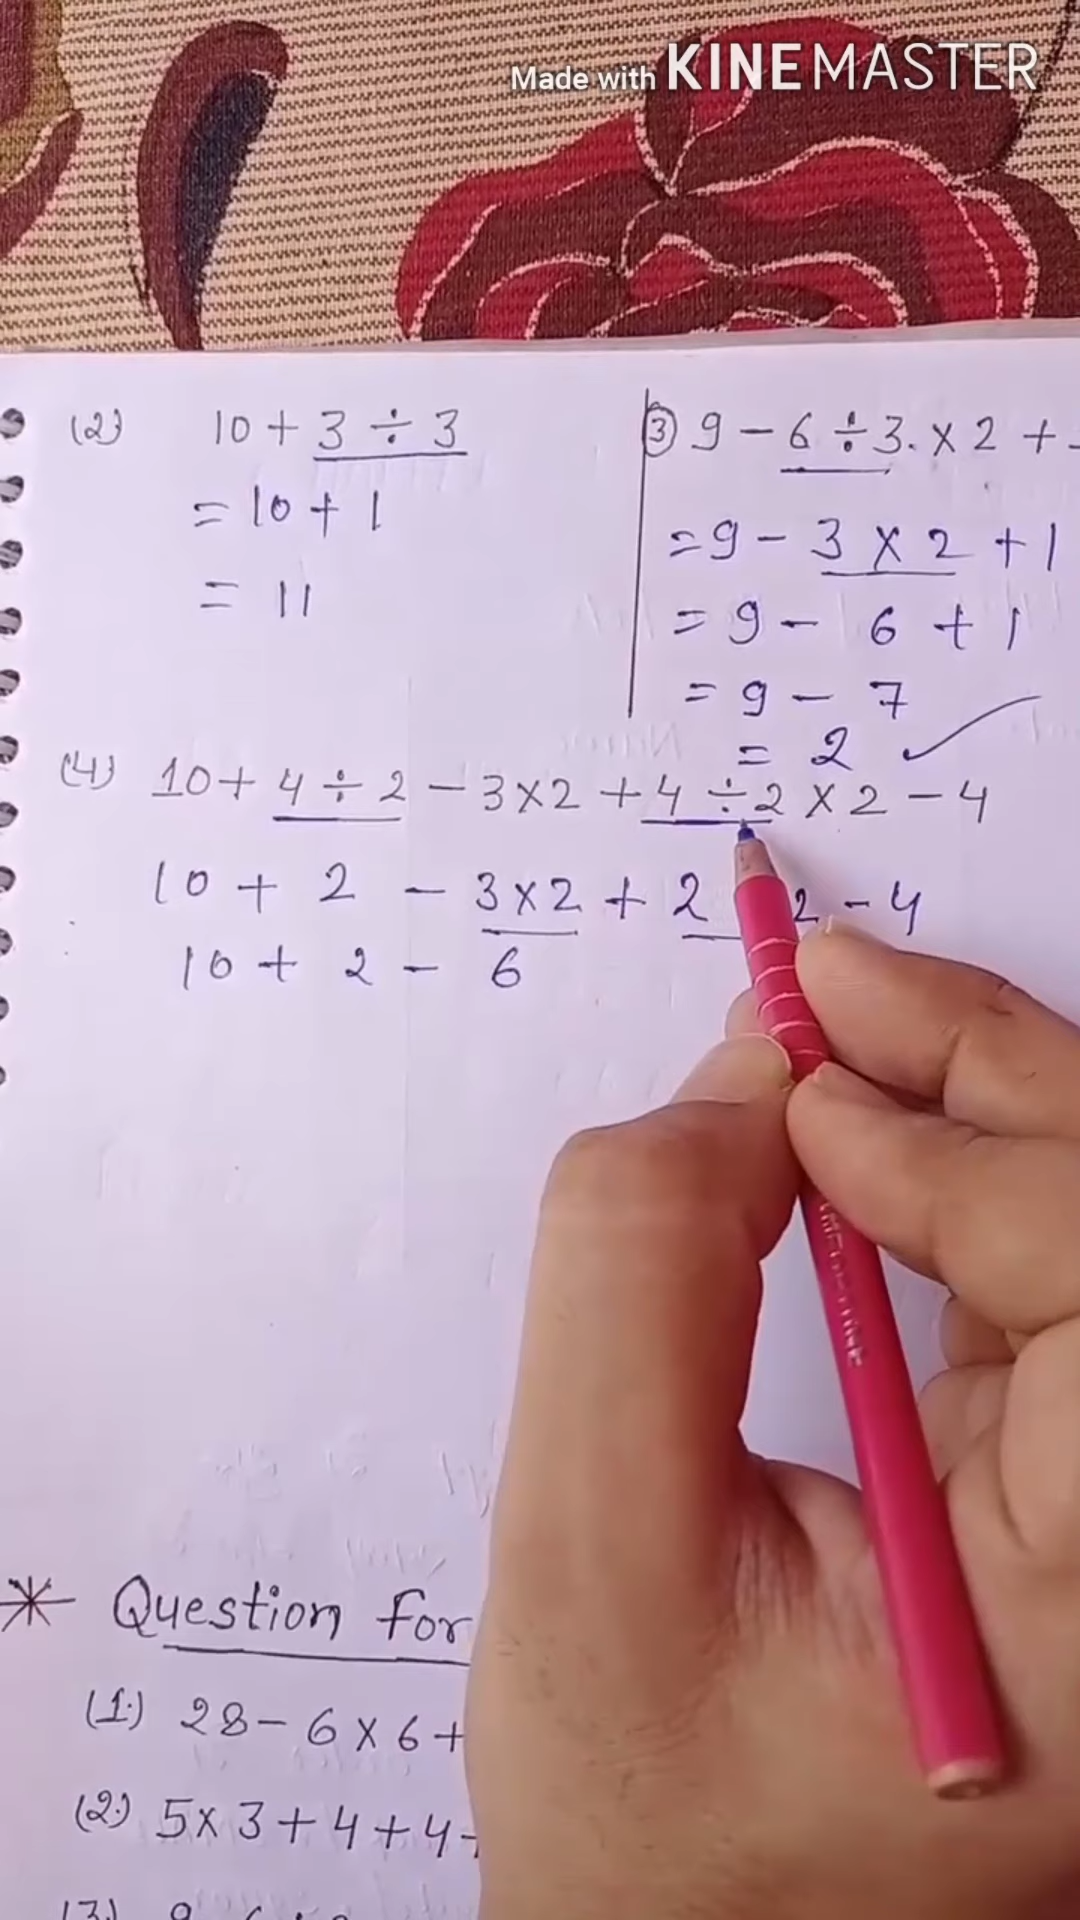 Made with KINEMASTER
(2) 10 + 3 ÷ 3
= 10 + 1
= 11
③ 9 - 6 ÷ 3. × 2 +
= 9 - 3 × 2 + 1
= 9 - 6 + 1
= 9 - 7
= 2
(4) 10 + 4 ÷ 2 - 3 × 2 + 4 ÷ 2 × 2 - 4
10 + 2 - 3 × 2 + 2 2 - 4
10 + 2 - 6
* Question for
(1.) 28 - 6 × 6 +
(2.) 5 × 3 + 4 + 4 -